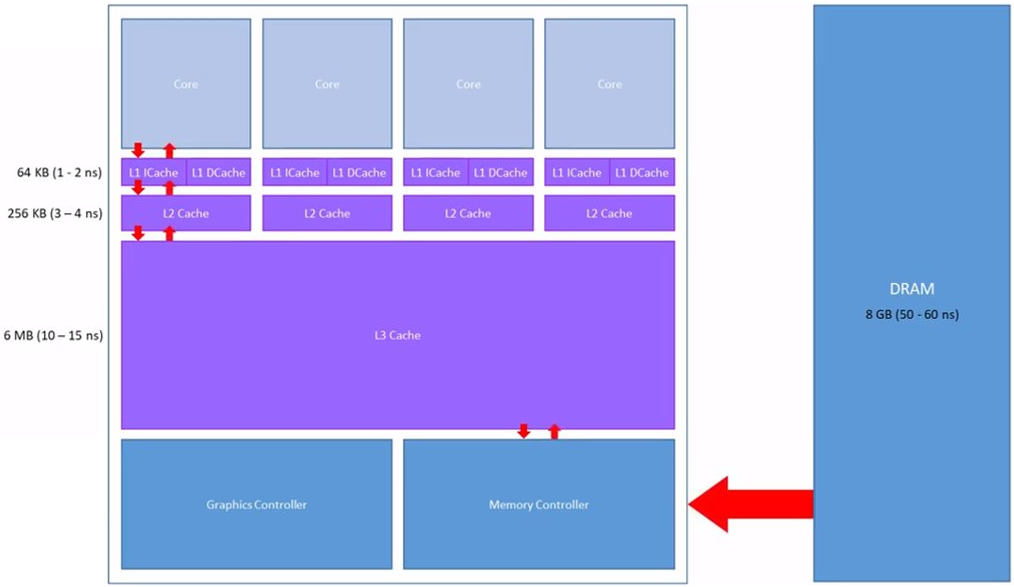 Core
Core
Core
Core
64 KB (1 - 2 ns)
L1 ICache
L1 DCache
L1 ICache
L1 DCache
L1 ICache
L1 DCache
L1 ICache
L1 DCache
256 KB (3 – 4 ns)
L2 Cache
L2 Cache
L2 Cache
L2 Cache
6 MB (10 – 15 ns)
L3 Cache
Graphics Controller
Memory Controller
DRAM
8 GB (50 - 60 ns)